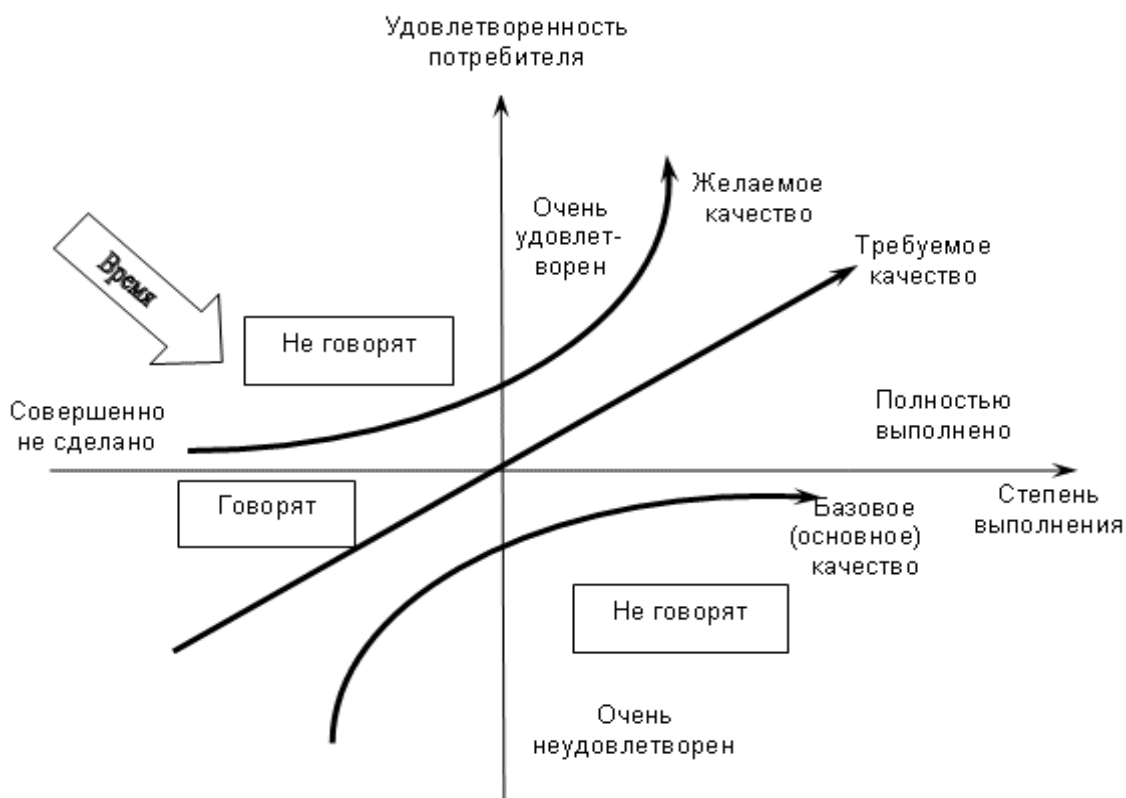 Удовлетворенность
потребителя
Желаемое
качество
Очень
удовлет-
ворен
Требуемое
качество
Время
Не говорят
Совершенно
не сделано
Полностью
выполнено
Говорят
Степень
выполнения
Базовое
(основное)
качество
Не говорят
Очень
неудовлетворен